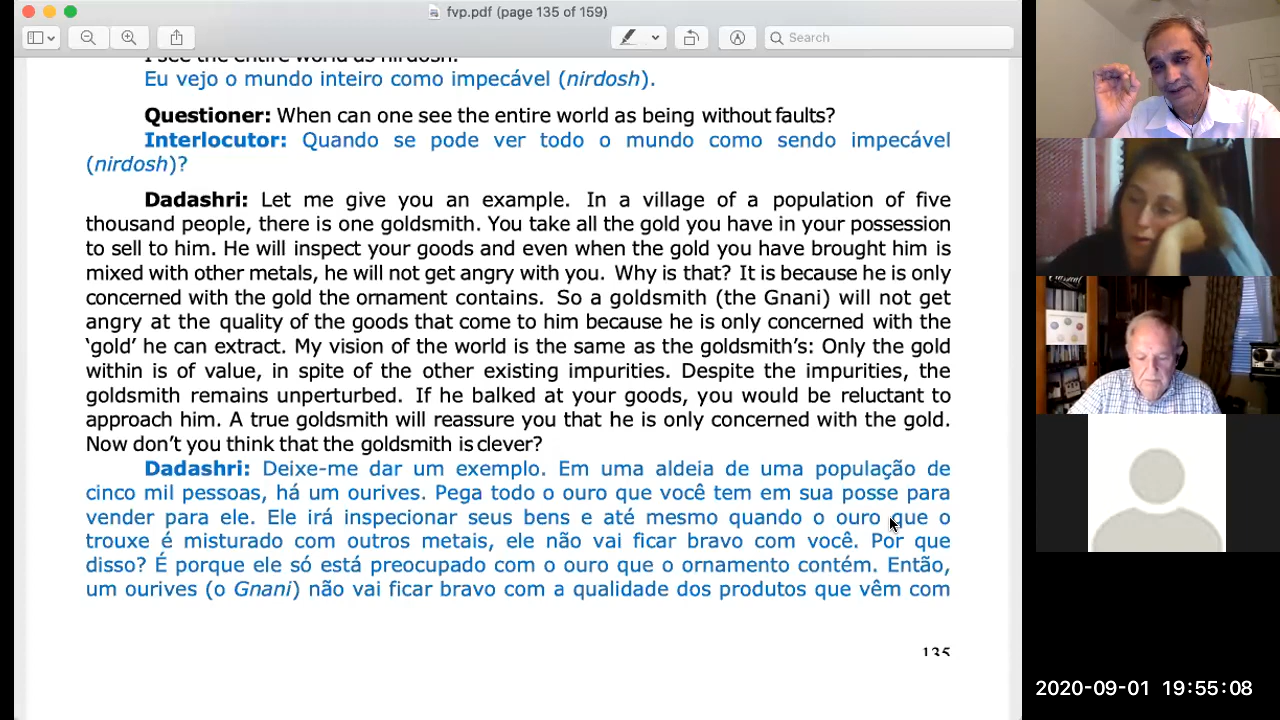 fvp.pdf (page 135 of 159)
Search
I see the entire world as nirdosh.
Eu vejo o mundo inteiro como impecável (nirdosh).
Questioner: When can one see the entire world as being without faults?
Interlocutor: Quando se pode ver todo o mundo como sendo impecável
(nirdosh)?
Dadashri: Let me give you an example. In a village of a population of five
thousand people, there is one goldsmith. You take all the gold you have in your possession
to sell to him. He will inspect your goods and even when the gold you have brought him is
mixed with other metals, he will not get angry with you. Why is that? It is because he is only
concerned with the gold the ornament contains. So a goldsmith (the Gnani) will not get
angry at the quality of the goods that come to him because he is only concerned with the
‘gold’ he can extract. My vision of the world is the same as the goldsmith’s: Only the gold
within is of value, in spite of the other existing impurities. Despite the impurities, the
goldsmith remains unperturbed. If he balked at your goods, you would be reluctant to
approach him. A true goldsmith will reassure you that he is only concerned with the gold.
Now don’t you think that the goldsmith is clever?
Dadashri: Deixe-me dar um exemplo. Em uma aldeia de uma população de
cinco mil pessoas, há um ourives. Pega todo o ouro que você tem em sua posse para
vender para ele. Ele irá inspecionar seus bens e até mesmo quando o ouro que o
trouxe é misturado com outros metais, ele não vai ficar bravo com você. Por que
disso? É porque ele só está preocupado com o ouro que o ornamento contém. Então,
um ourives (o Gnani) não vai ficar bravo com a qualidade dos produtos que vêm com
135
2020-09-01 19:55:08